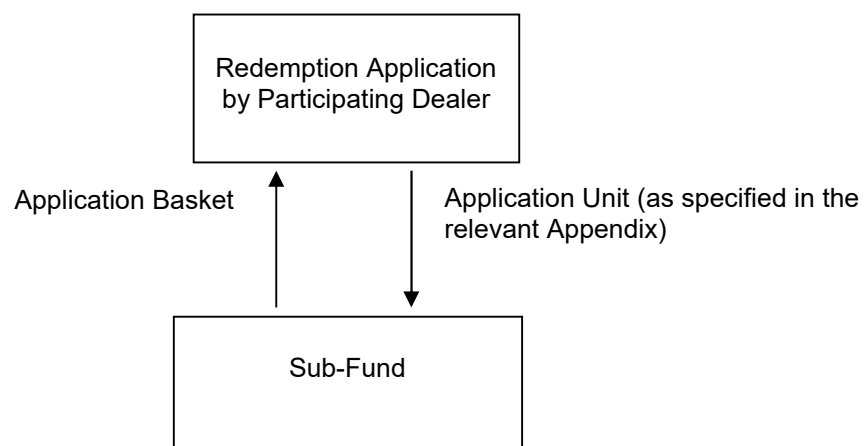 Redemption Application
by Participating Dealer
Application Basket
Application Unit (as specified in the
relevant Appendix)
Sub-Fund